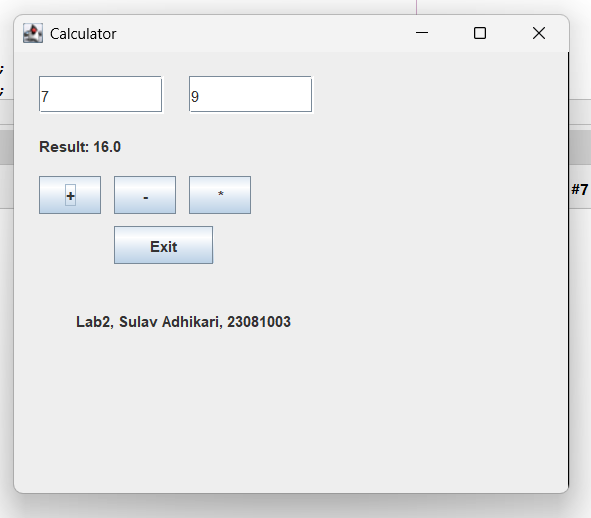 Calculator
;
;
7 9
Result: 16.0
+ - *
#7
Exit
Lab2, Sulav Adhikari, 23081003